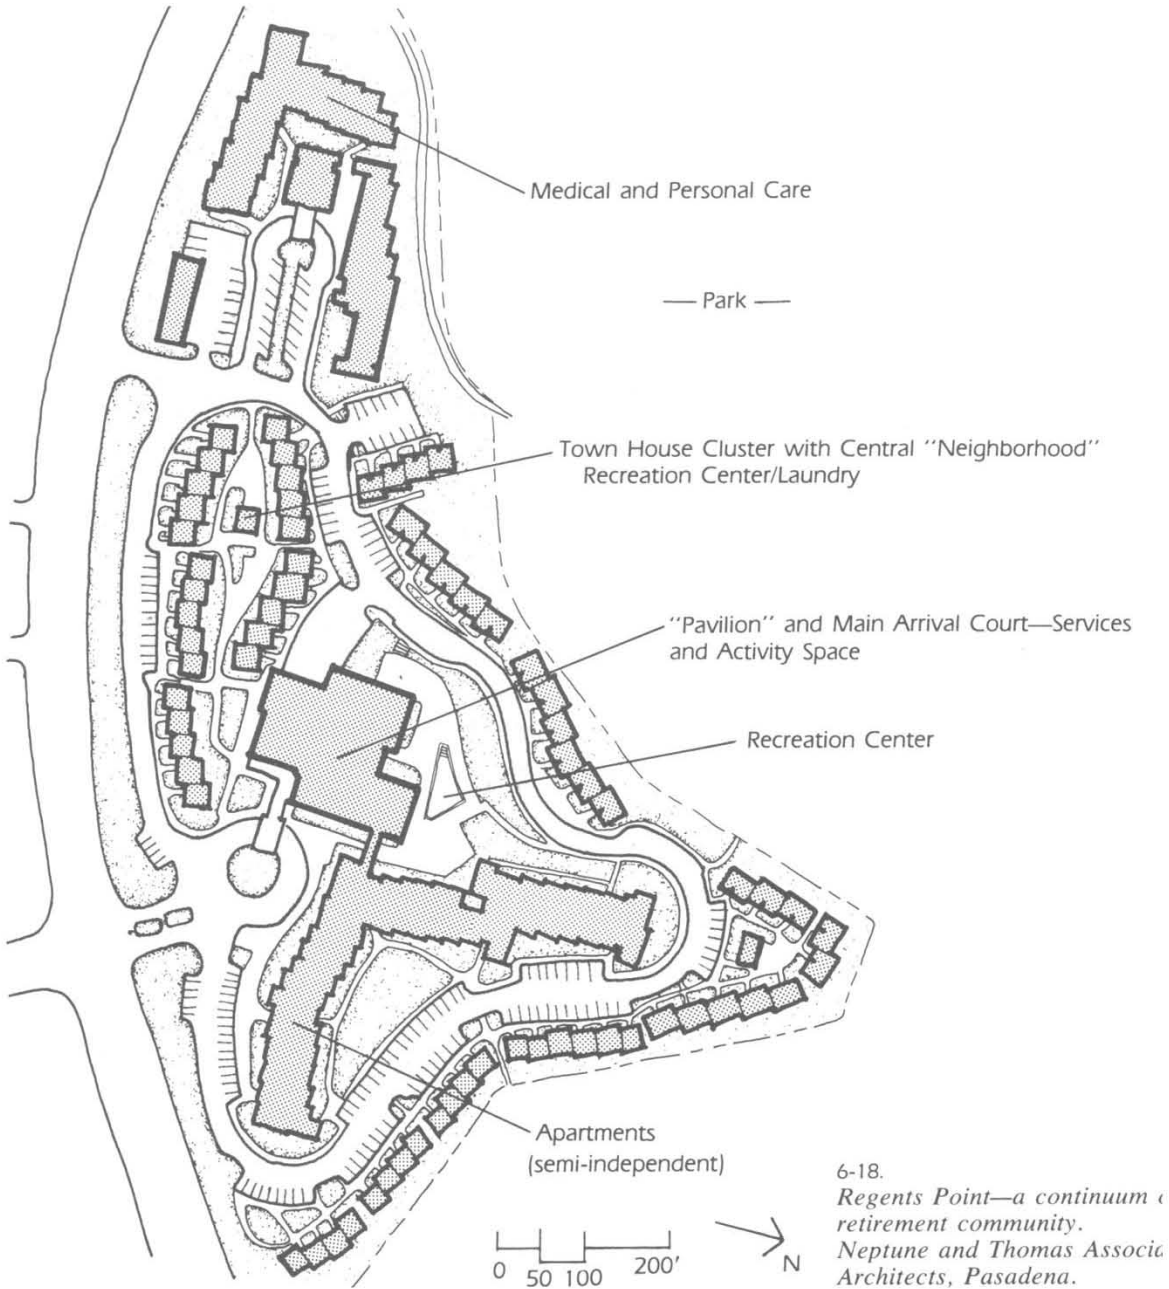 Medical and Personal Care
— Park —
Town House Cluster with Central "Neighborhood"
Recreation Center/Laundry
"Pavilion" and Main Arrival Court—Services
and Activity Space
Recreation Center
Apartments
(semi-independent)
0 50 100 200'
N
6-18.
Regents Point—a continuum
retirement community.
Neptune and Thomas
Architects, Pasadena.